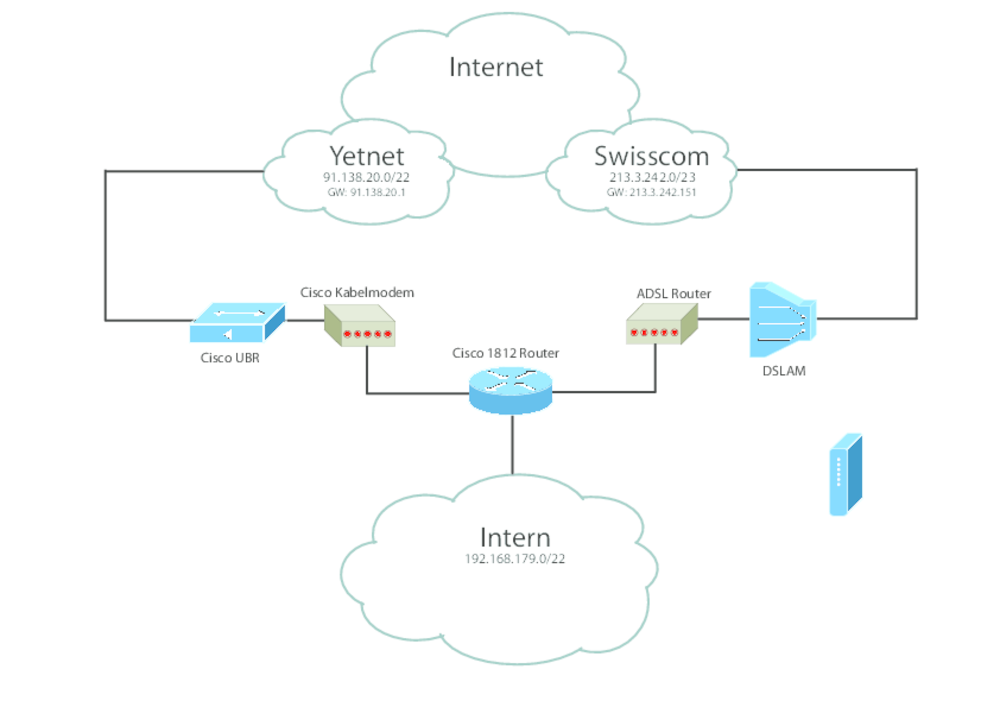 Internet
Yetnet
91.138.20.0/22
GW: 91.138.20.1
Swisscom
213.3.242.0/23
GW: 213.3.242.151
Cisco Kabelmodem
ADSL Router
Cisco UBR
Cisco 1812 Router
DSLAM
Intern
192.168.179.0/22